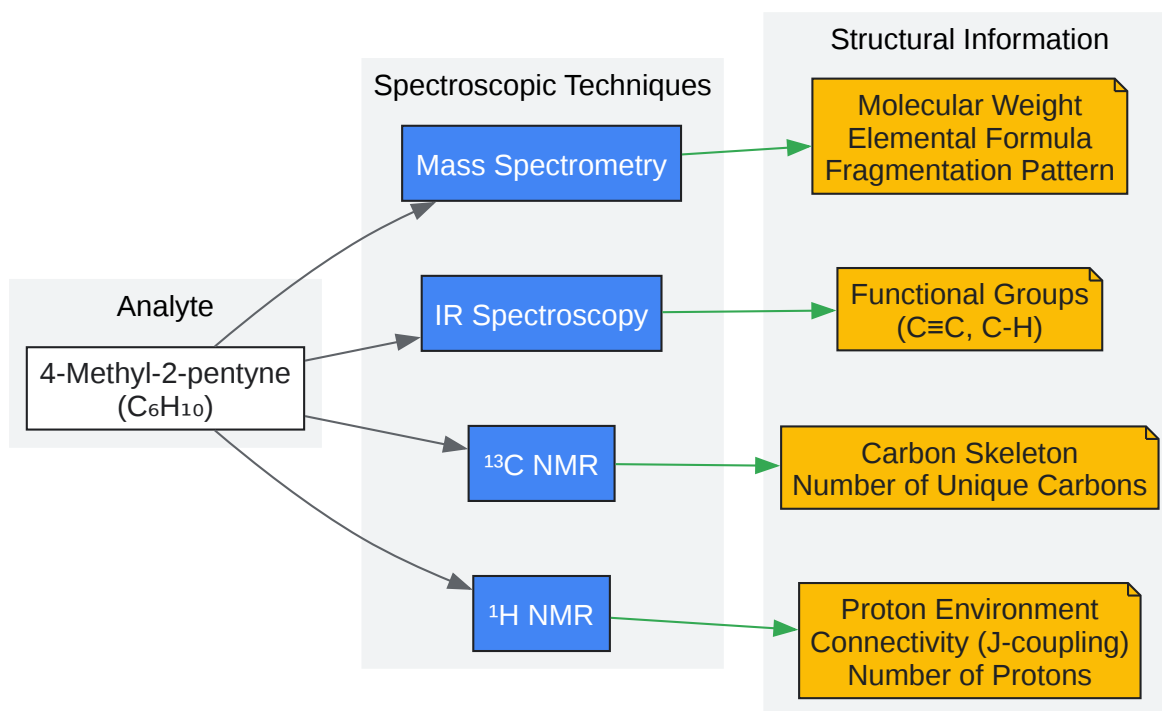 Analyte
4-Methyl-2-pentyne
(C₆H₁₀)
Spectroscopic Techniques
Mass Spectrometry
IR Spectroscopy
¹³C NMR
¹H NMR
Structural Information
Molecular Weight
Elemental Formula
Fragmentation Pattern
Functional Groups
(C≡C, C-H)
Carbon Skeleton
Number of Unique Carbons
Proton Environment
Connectivity (J-coupling)
Number of Protons